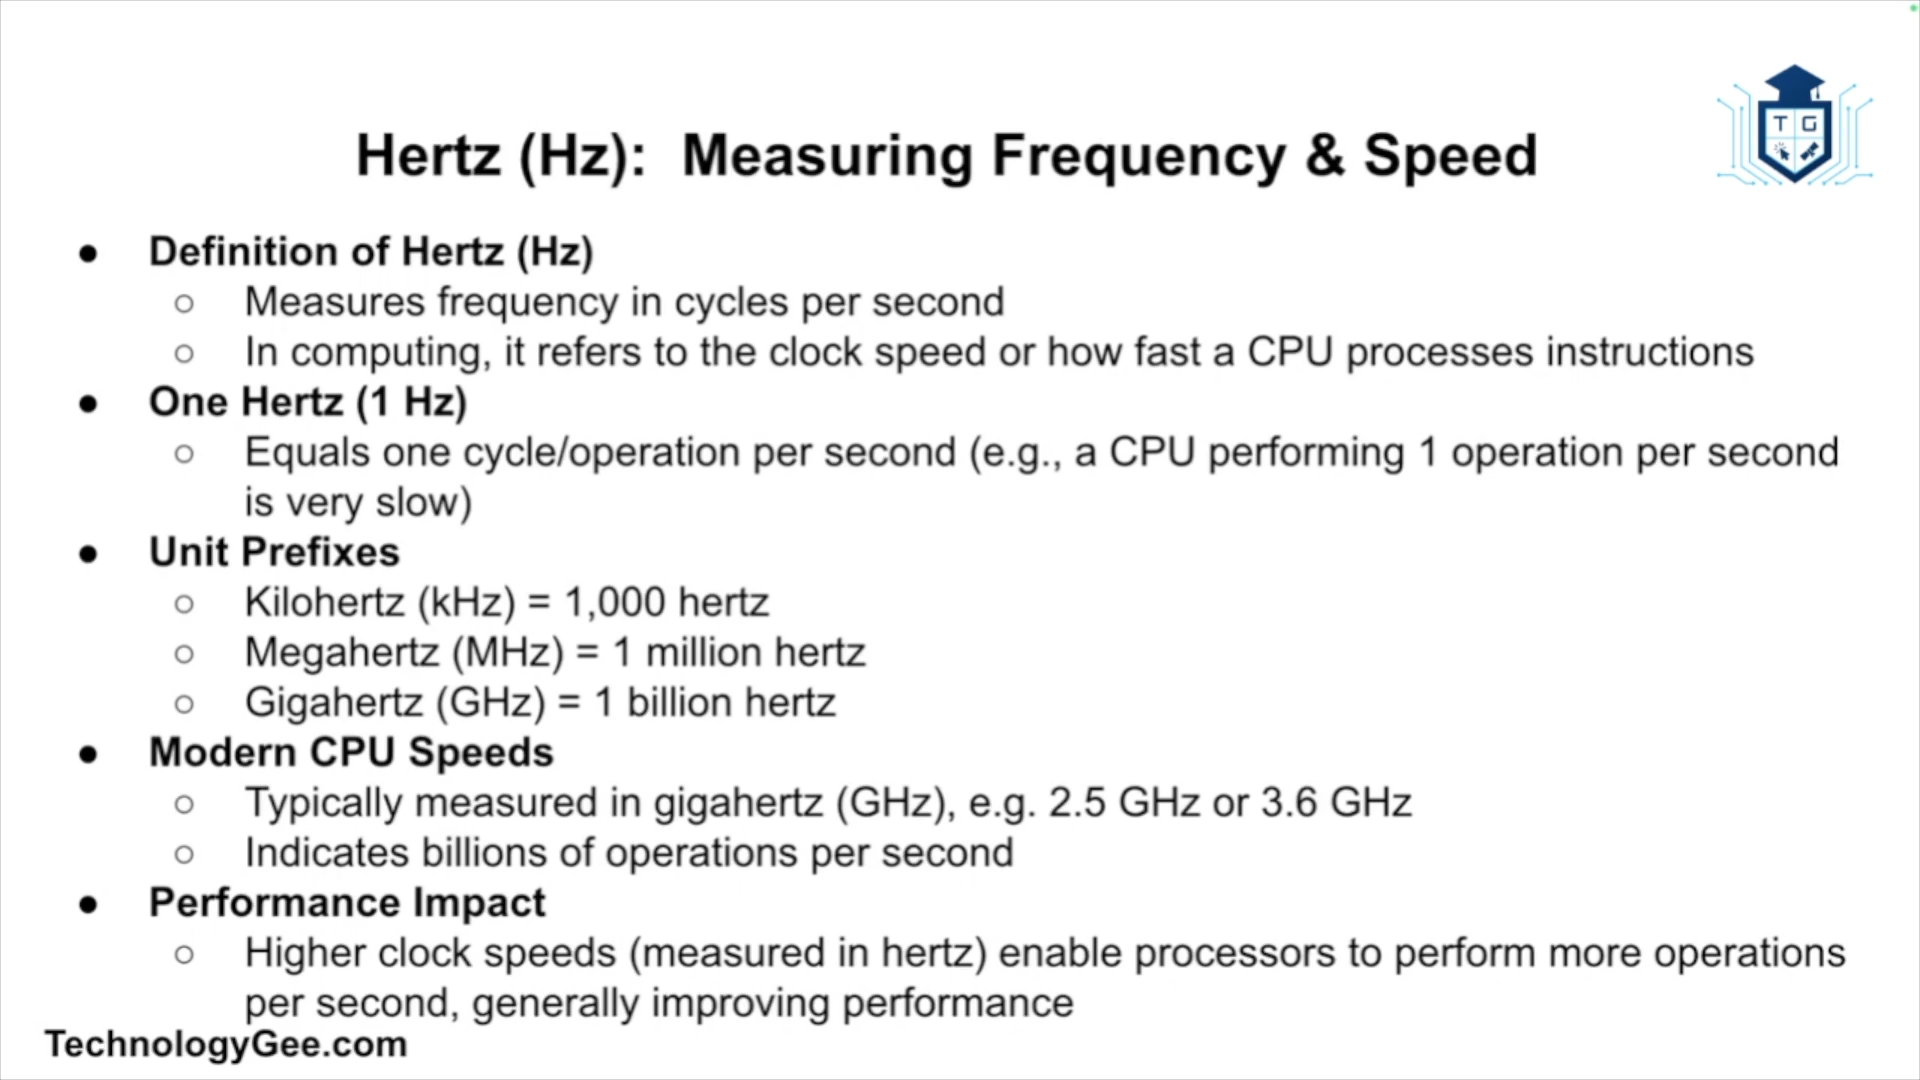 T G
Hertz (Hz):  Measuring Frequency & Speed
● Definition of Hertz (Hz)
○ Measures frequency in cycles per second
○ In computing, it refers to the clock speed or how fast a CPU processes instructions
● One Hertz (1 Hz)
○ Equals one cycle/operation per second (e.g., a CPU performing 1 operation per second
is very slow)
● Unit Prefixes
○ Kilohertz (kHz) = 1,000 hertz
○ Megahertz (MHz) = 1 million hertz
○ Gigahertz (GHz) = 1 billion hertz
● Modern CPU Speeds
○ Typically measured in gigahertz (GHz), e.g. 2.5 GHz or 3.6 GHz
○ Indicates billions of operations per second
● Performance Impact
○ Higher clock speeds (measured in hertz) enable processors to perform more operations
per second, generally improving performance
TechnologyGee.com